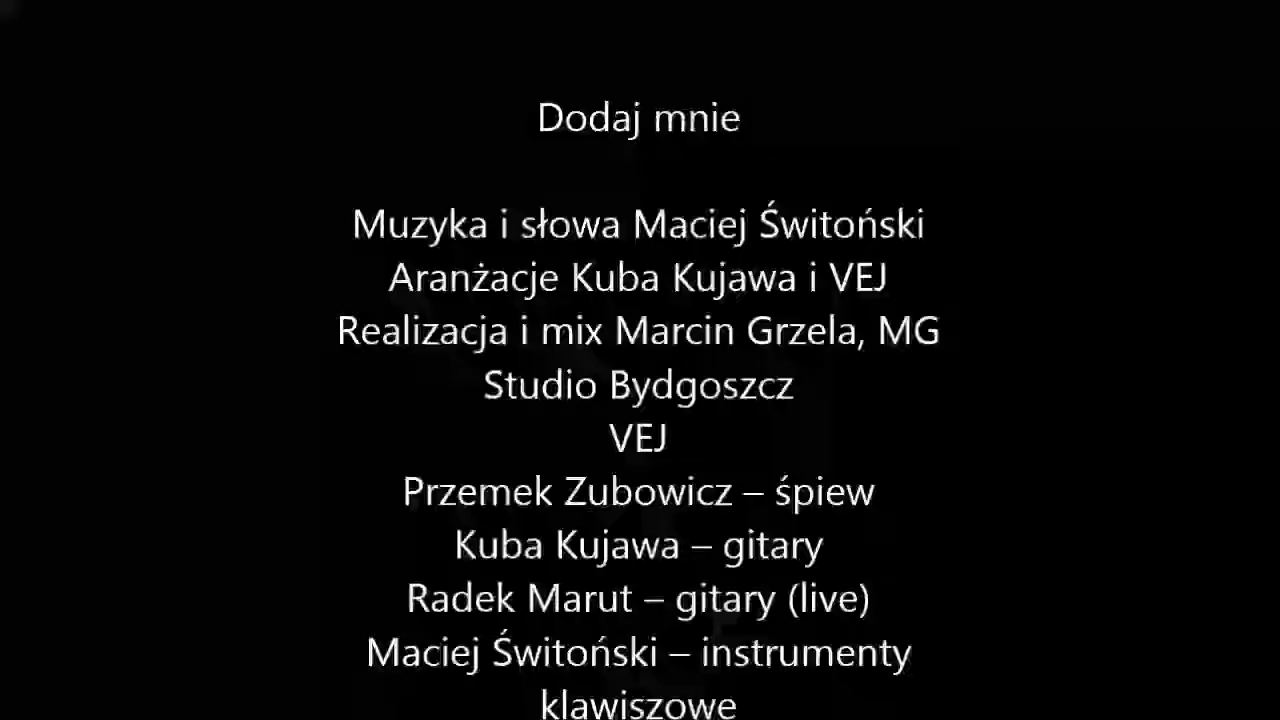 Dodaj mnie
Muzyka i słowa Maciej Świtoński
Aranżacje Kuba Kujawa i VEJ
Realizacja i mix Marcin Grzela, MG
Studio Bydgoszcz
VEJ
Przemek Zubowicz – śpiew
Kuba Kujawa – gitary
Radek Marut – gitary (live)
Maciej Świtoński – instrumenty
klawiszowe